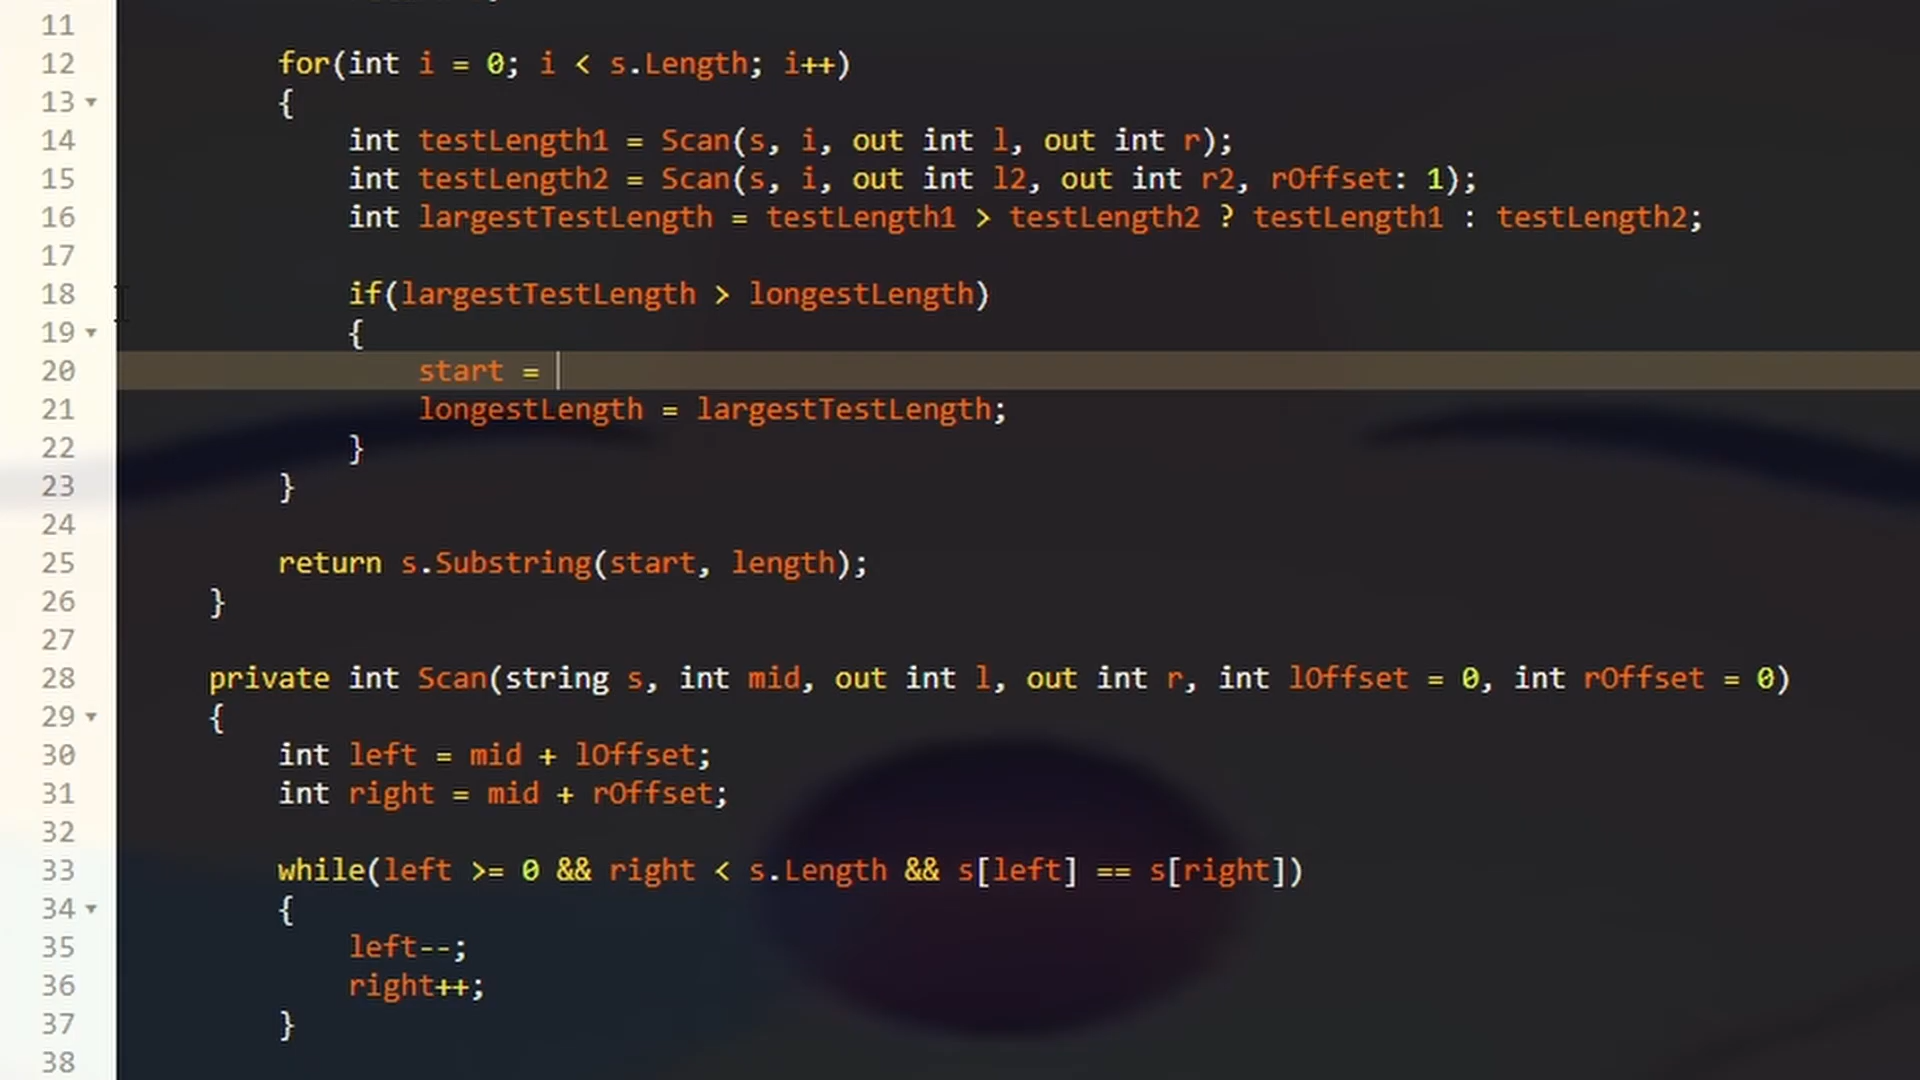 11
12 for(int i = 0; i < s.Length; i++)
13 {
14 int testLength1 = Scan(s, i, out int l, out int r);
15 int testLength2 = Scan(s, i, out int l2, out int r2, rOffset: 1);
16 int largestTestLength = testLength1 > testLength2 ? testLength1 : testLength2;
17
18 if(largestTestLength > longestLength)
19 {
20 start =
21 longestLength = largestTestLength;
22 }
23 }
24
25 return s.Substring(start, length);
26 }
27
28 private int Scan(string s, int mid, out int l, out int r, int lOffset = 0, int rOffset = 0)
29 {
30 int left = mid + lOffset;
31 int right = mid + rOffset;
32
33 while(left >= 0 && right < s.Length && s[left] == s[right])
34 {
35 left--;
36 right++;
37 }
38